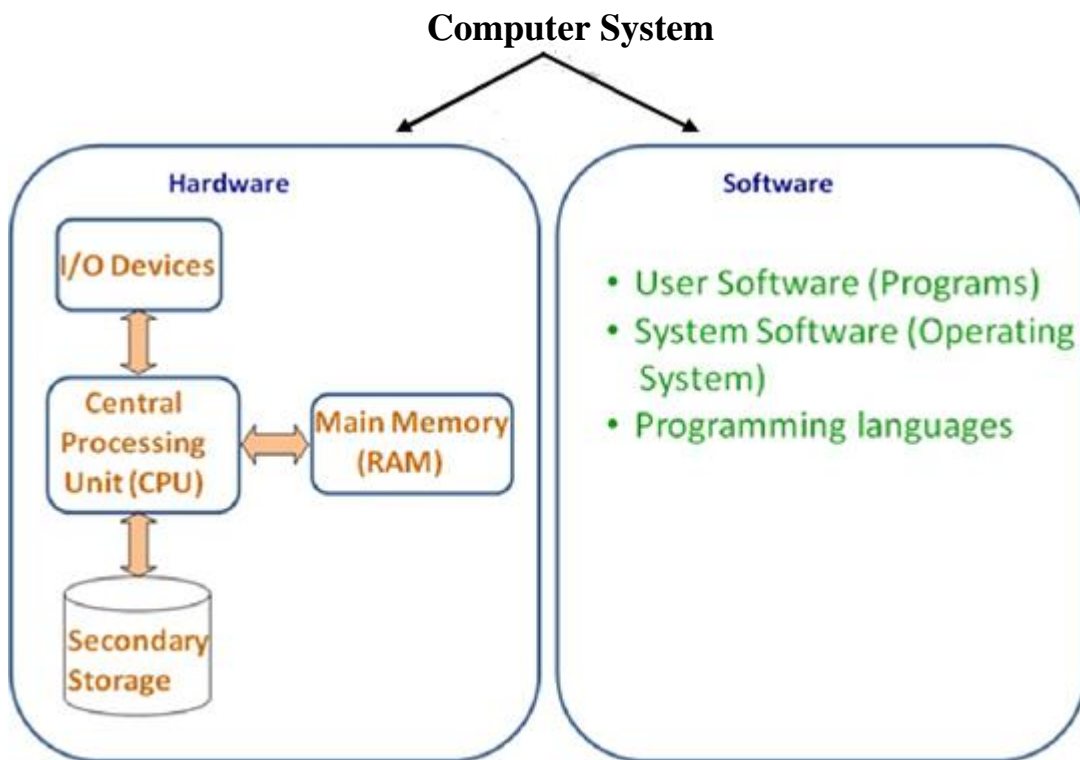 Computer System
Hardware
I/O Devices
Central
Processing
Unit (CPU)
Main Memory
(RAM)
Secondary
Storage
Software
• User Software (Programs)
• System Software (Operating
System)
• Programming languages